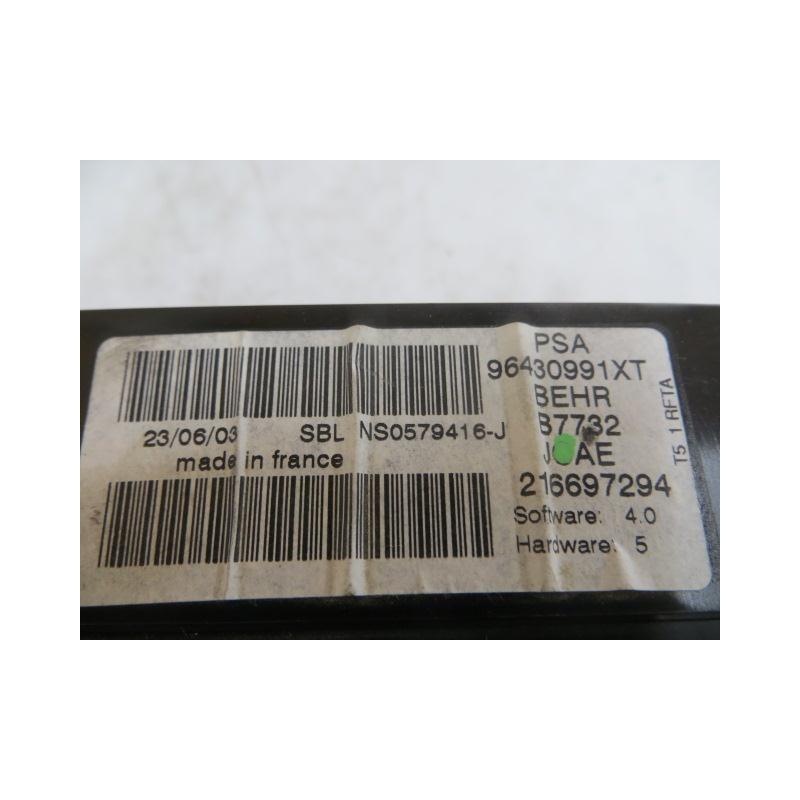 PSA
96430991XT
BEHR
B7732
216697294
Software: 4.0
Hardware: 5
23/06/03 SBL NS0579416-J
made in france
T5 1 RFTA